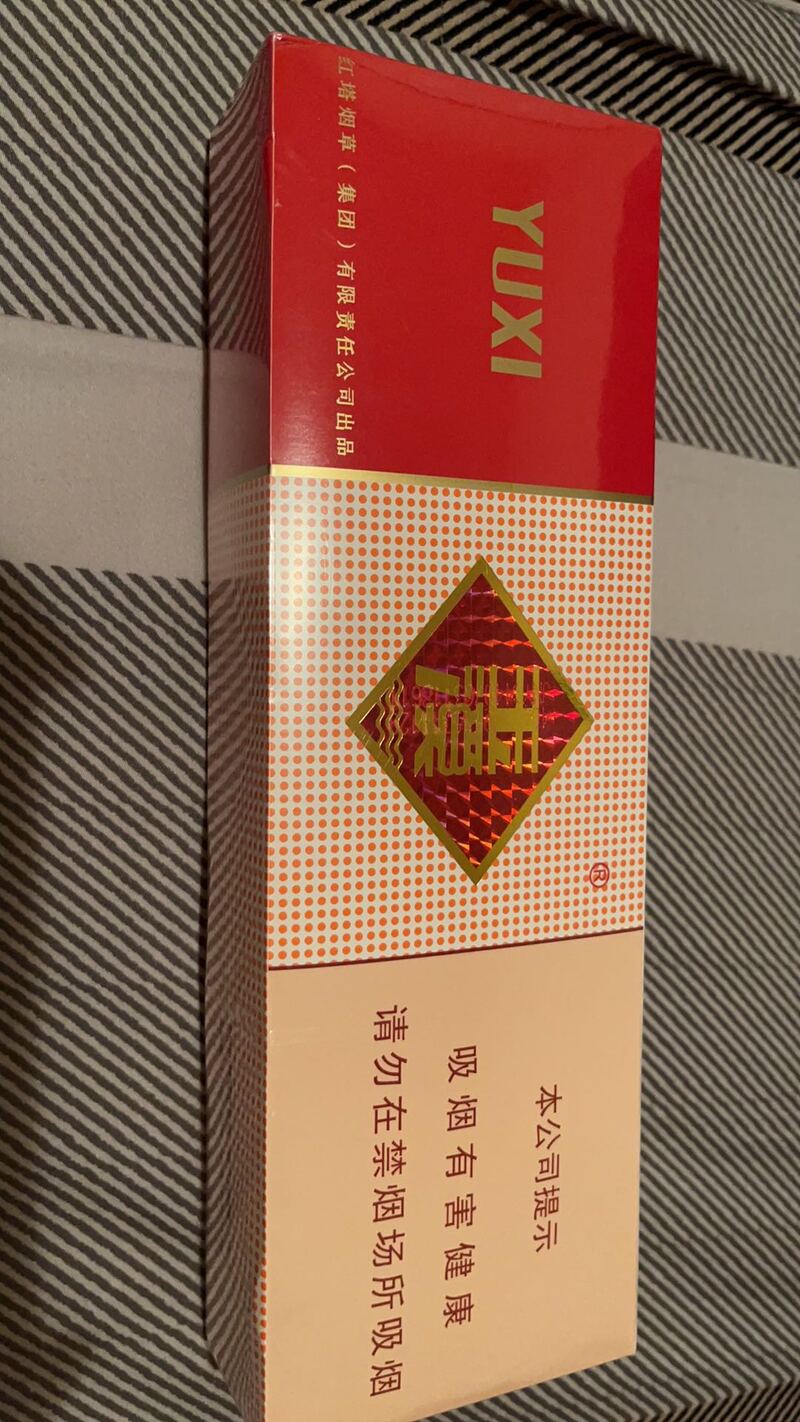 YUXI
红塔烟草（集团）有限责任公司出品
玉溪
®
本公司提示
吸烟有害健康
请勿在禁烟场所吸烟